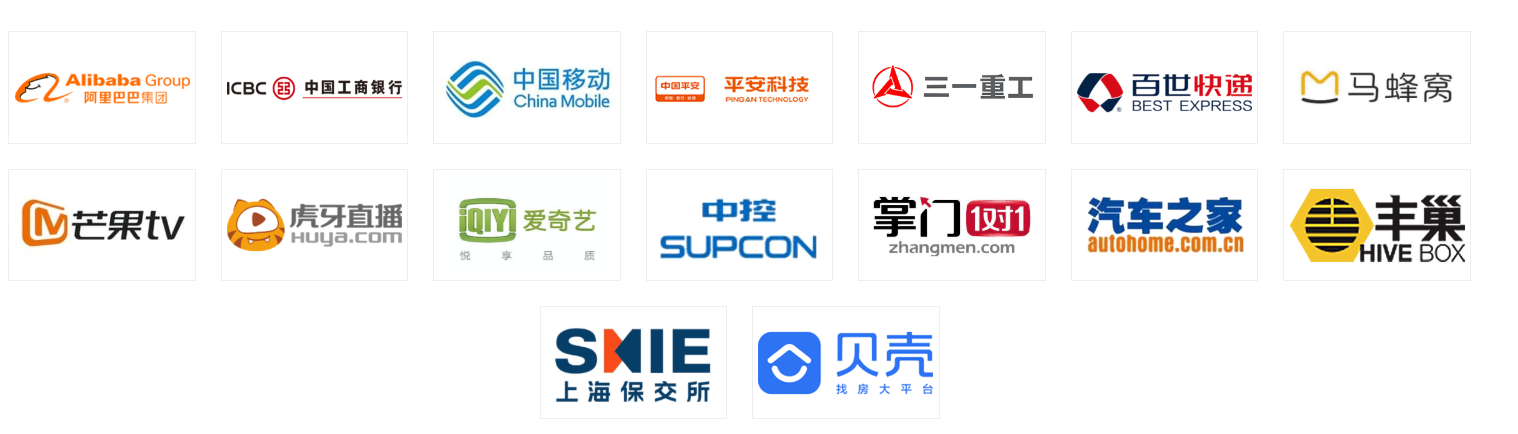 Alibaba Group
阿里巴巴集团
ICBC 中国工商银行
中国移动
China Mobile
中国平安
平安科技
PINGAN TECHNOLOGY
三一重工
百世快递
BEST EXPRESS
马蜂窝
芒果tv
虎牙直播
HUYA.COM
iQIYI 爱奇艺
悦享品质
中控
SUPCON
掌门1对1
zhangmen.com
汽车之家
autohome.com.cn
丰巢
HIVE BOX
SHIE
上海保交所
贝壳
找房大平台